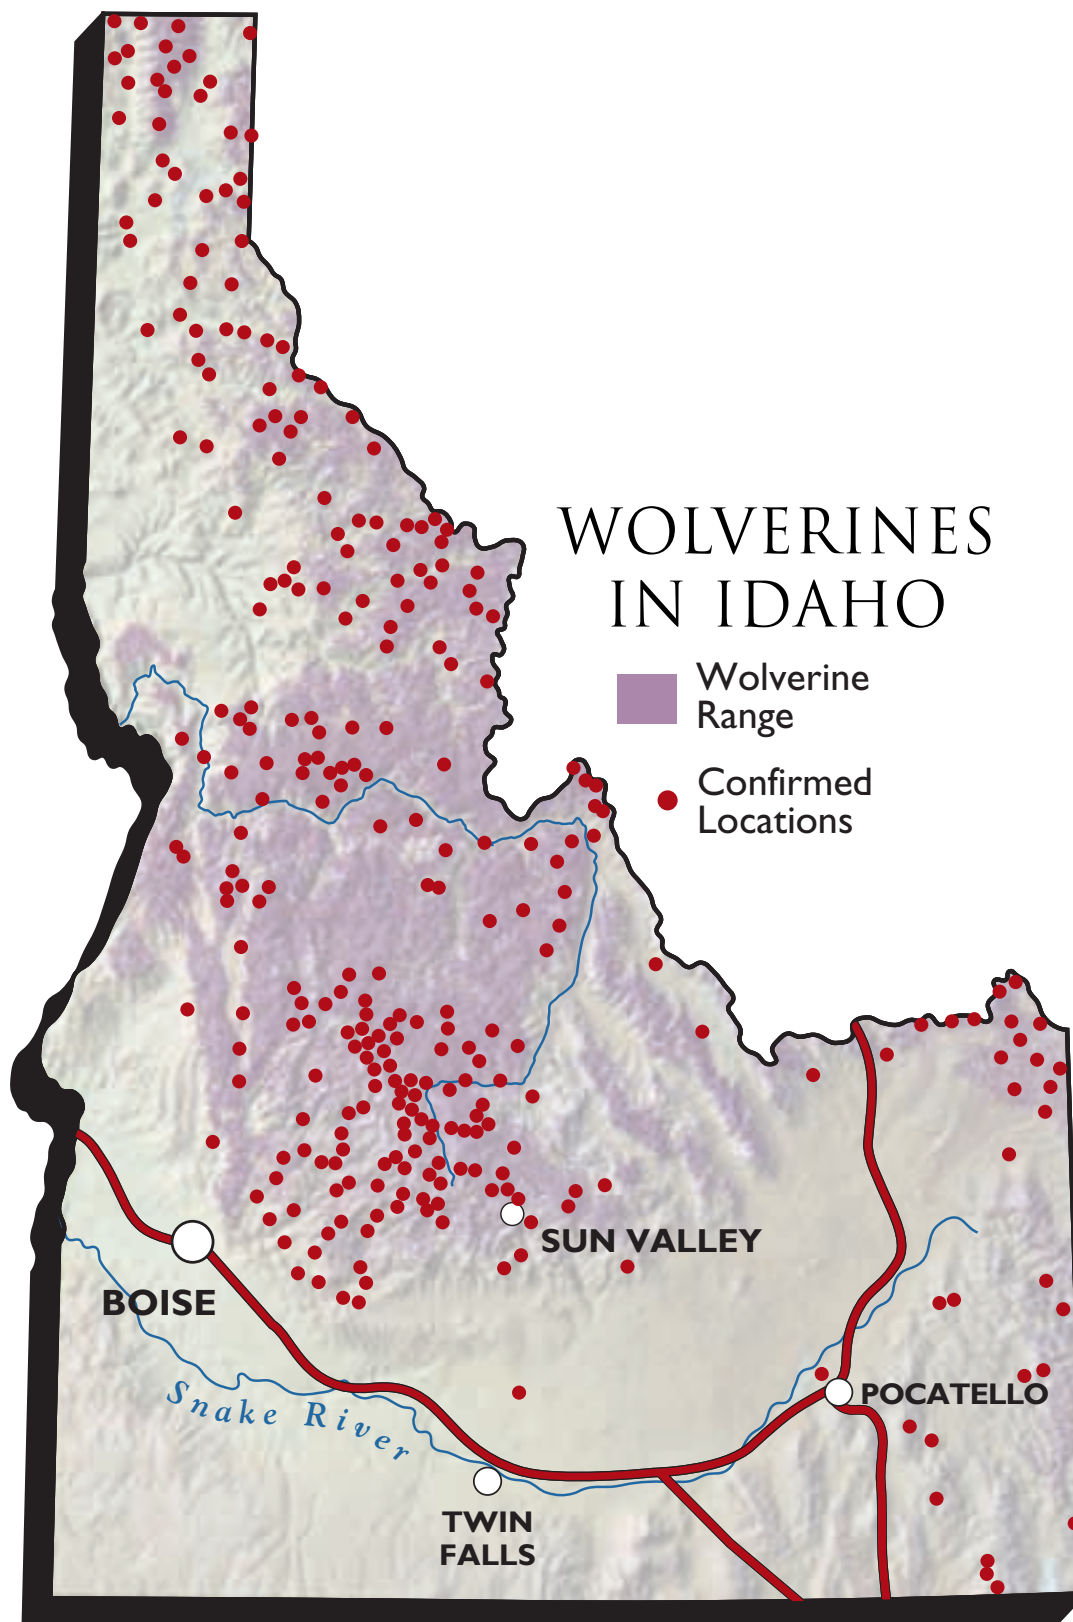 WOLVERINES
IN IDAHO
Wolverine
Range
Confirmed
Locations
SUN VALLEY
BOISE
Snake River
POCATELLO
TWIN
FALLS